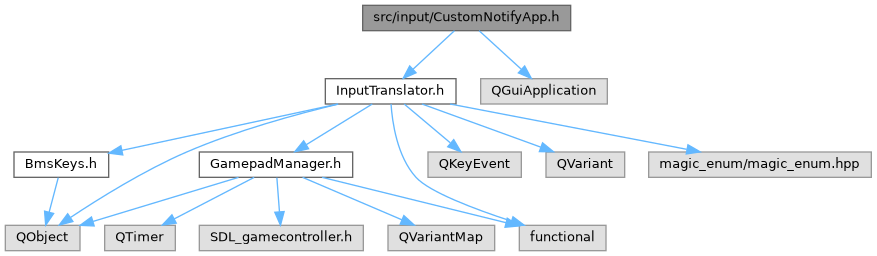 src/input/CustomNotifyApp.h
InputTranslator.h
QGuiApplication
BmsKeys.h
GamepadManager.h
QKeyEvent
QVariant
magic_enum/magic_enum.hpp
QObject
QTimer
SDL_gamecontroller.h
QVariantMap
functional